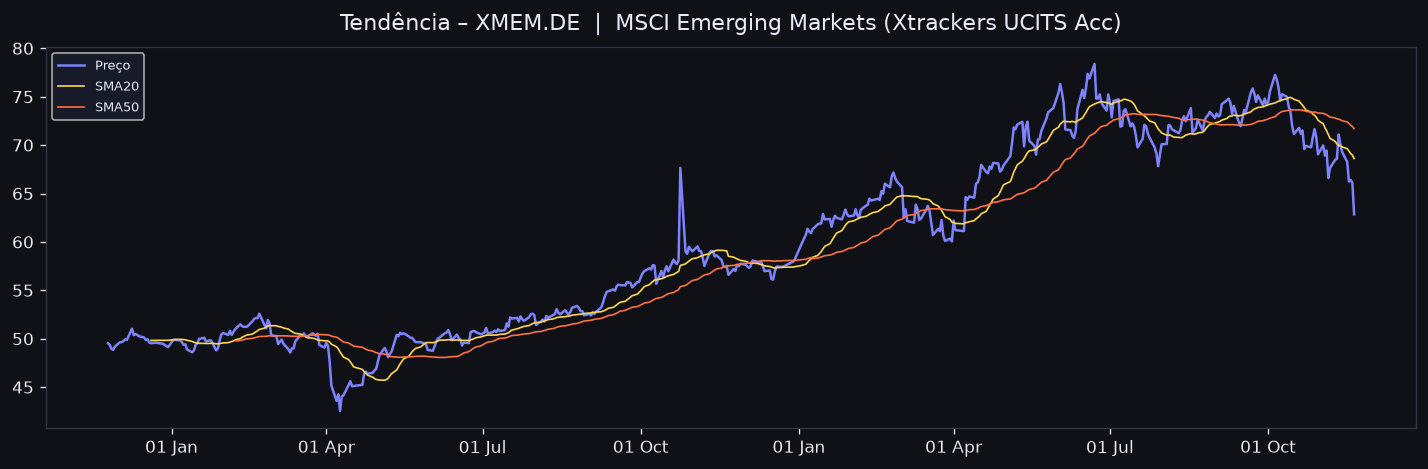 Tendência – XMEM.DE | MSCI Emerging Markets (Xtrackers UCITS Acc)
80
75
70
65
60
55
50
45
Preço
SMA20
SMA50
01 Jan 01 Apr 01 Jul 01 Oct 01 Jan 01 Apr 01 Jul 01 Oct